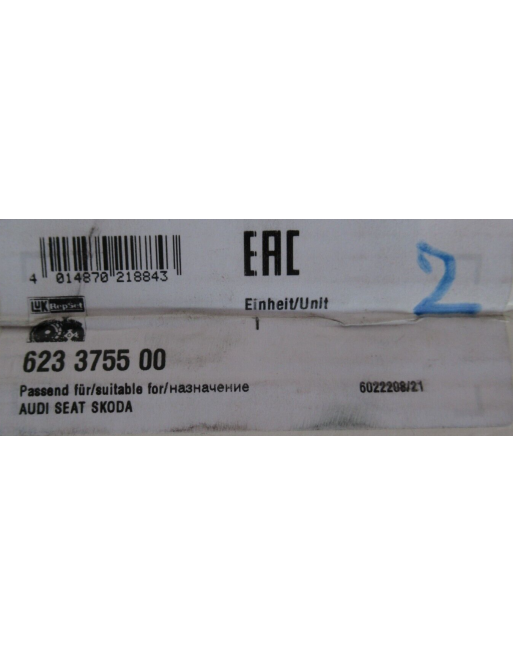 EAC
4 014870 218843
2
LUK RepSet
Einheit/Unit
1
623 3755 00
Passend für/suitable for/назначение
6022208/21
AUDI SEAT SKODA